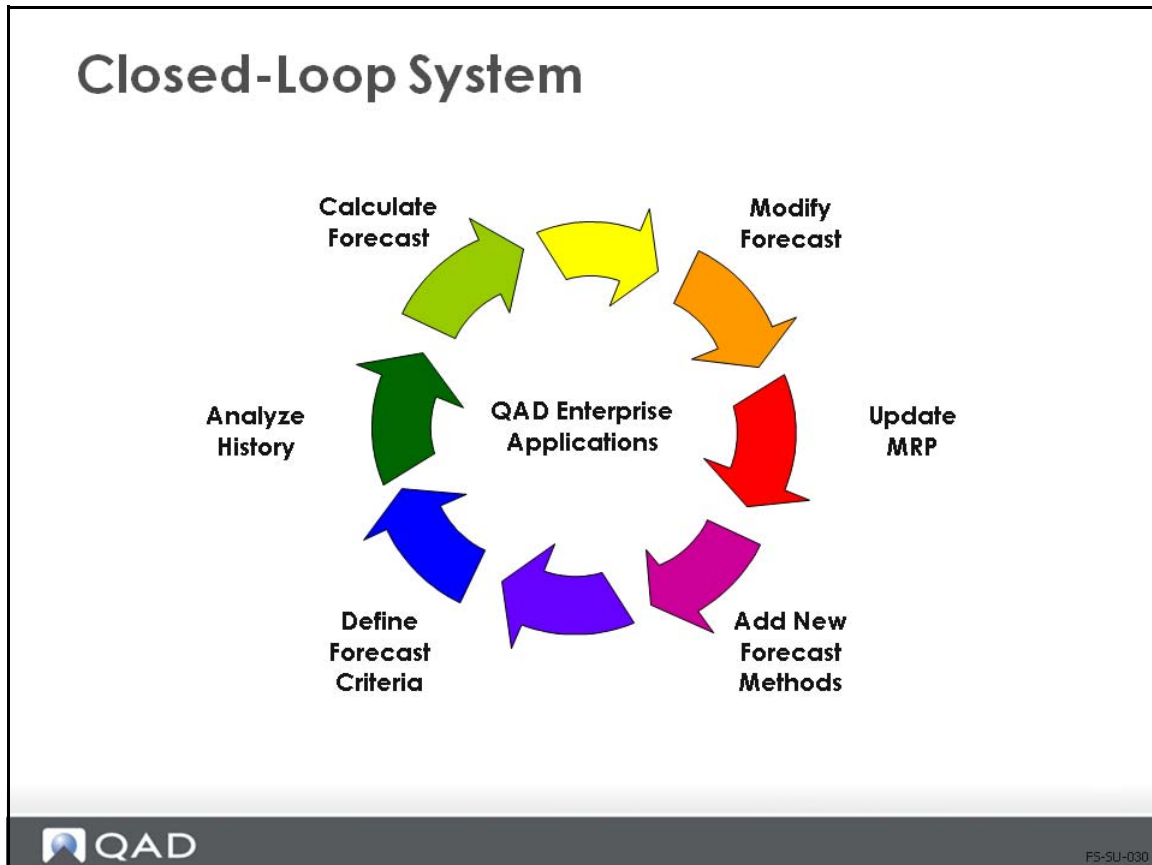 Closed-Loop System
Calculate
Forecast
Modify
Forecast
Analyze
History
QAD Enterprise
Applications
Update
MRP
Define
Forecast
Criteria
Add New
Forecast
Methods
QAD
FS-SU-030